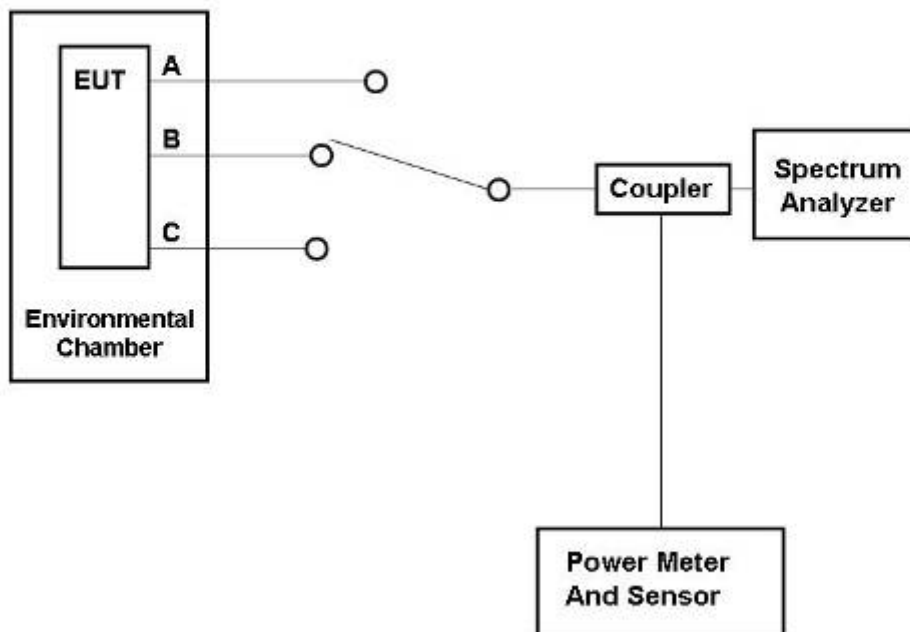 EUT
A
B
C
Environmental
Chamber
Coupler
Spectrum
Analyzer
Power Meter
And Sensor